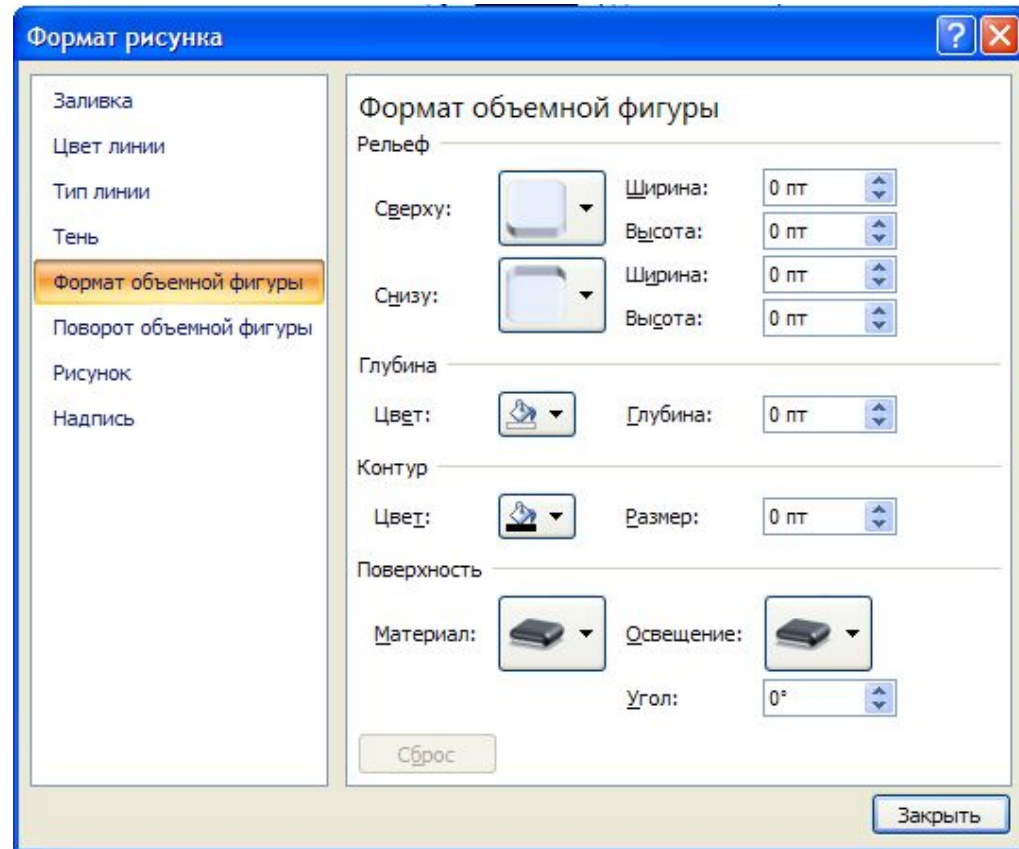 Формат рисунка
Заливка
Цвет линии
Тип линии
Тень
Формат объемной фигуры
Поворот объемной фигуры
Рисунок
Надпись
Формат объемной фигуры
Рельеф
Сверху:
Ширина: 0 пт
Высота: 0 пт
Снизу:
Ширина: 0 пт
Высота: 0 пт
Глубина
Цвет: Глубина: 0 пт
Контур
Цвет: Размер: 0 пт
Поверхность
Материал: Освещение:
Угол: 0°
Сброс
Закрыть